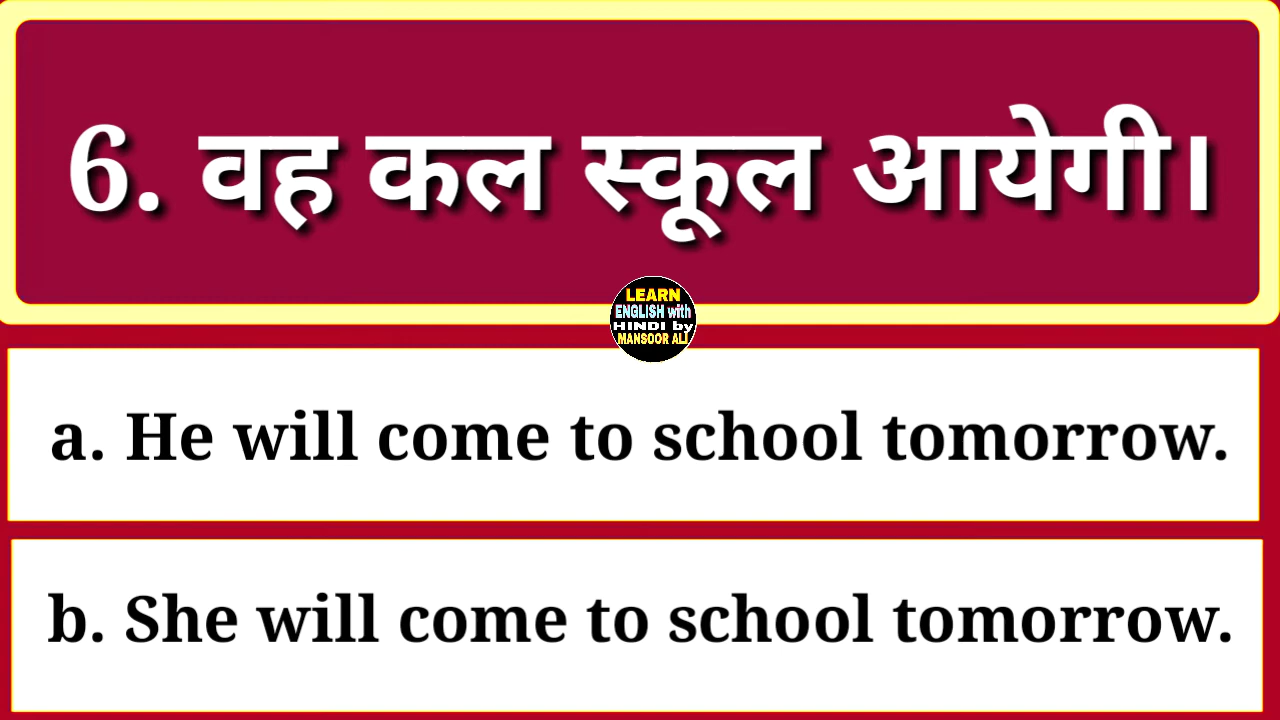 6. वह कल स्कूल आयेगी।
LEARN
ENGLISH with
HINDI by
MANSOOR ALI
a. He will come to school tomorrow.
b. She will come to school tomorrow.